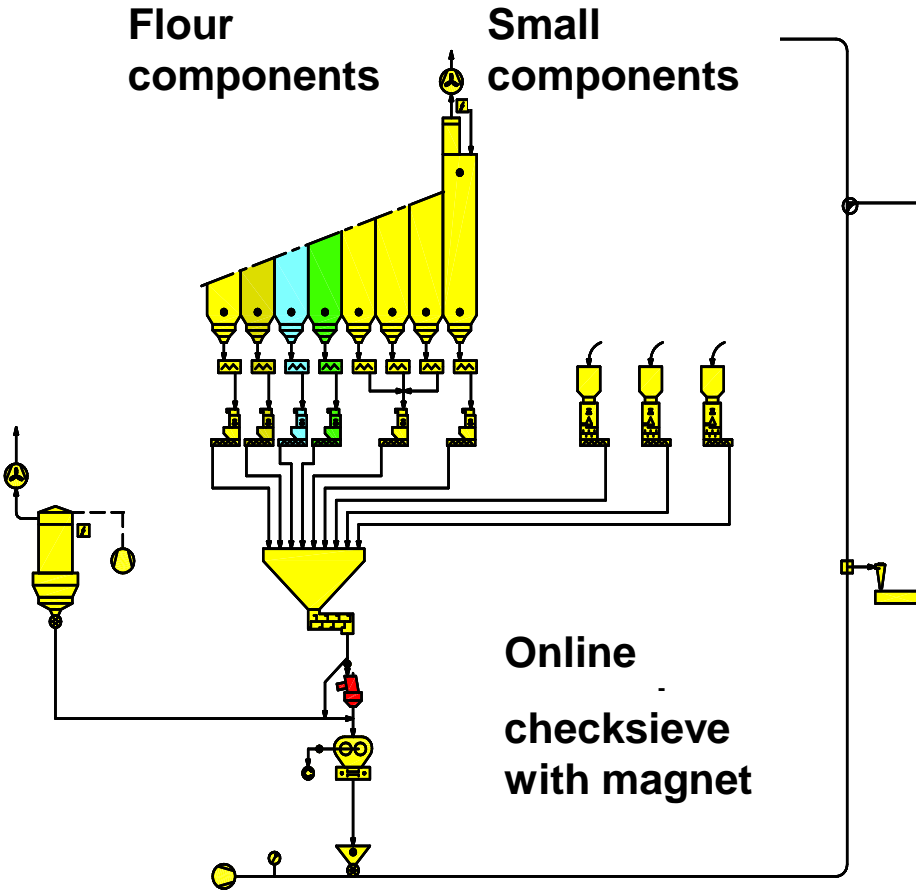 Flour
components
Small
components
Online
-
checksieve
with magnet